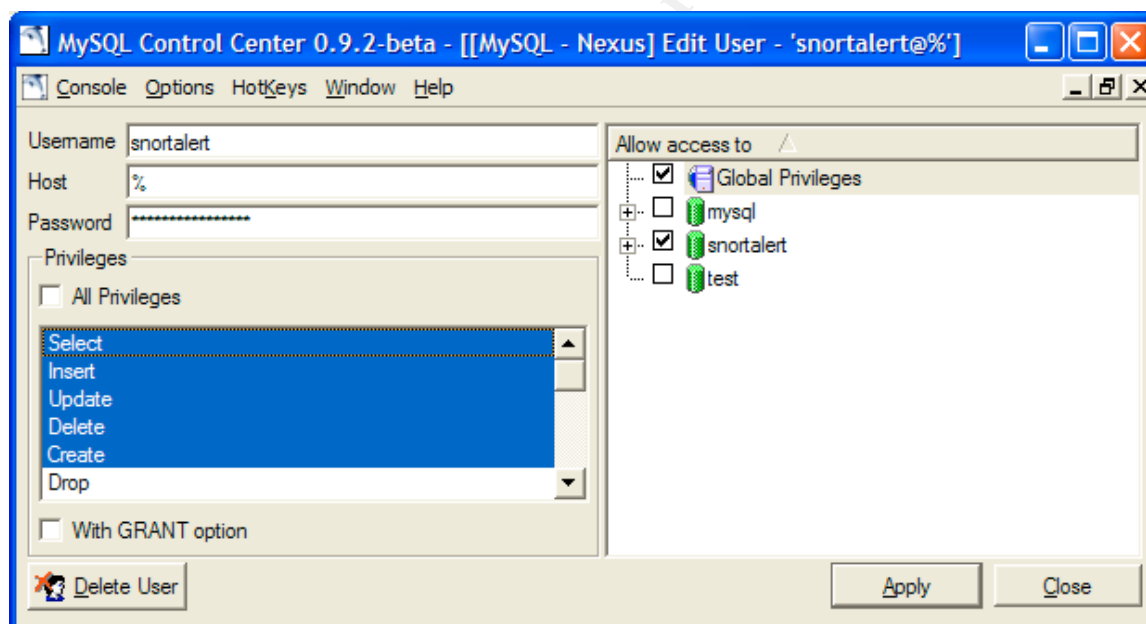 MySQL Control Center 0.9.2-beta - [[MySQL - Nexus] Edit User - 'snortalert@%']
Console Options HotKeys Window Help
Username snortalert
Host %
Password ****************
Privileges
All Privileges
Select
Insert
Update
Delete
Create
Drop
With GRANT option
Delete User
Allow access to
Global Privileges
mysql
snortalert
test
Apply
Close